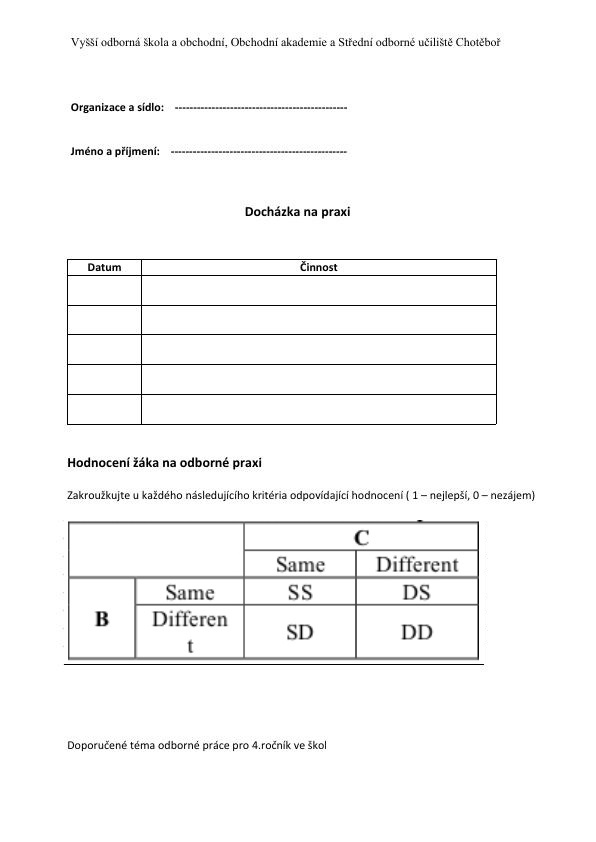 Vyšší odborná škola a obchodní, Obchodní akademie a Střední odborné učiliště Chotěboř
Organizace a sídlo: -----------------------------------------------
Jméno a příjmení: ------------------------------------------------
Docházka na praxi
Datum Činnost
Hodnocení žáka na odborné praxi
Zakroužkujte u každého následujícího kritéria odpovídající hodnocení ( 1 – nejlepší, 0 – nezájem)
C
Same Different
B Same SS DS
Differen SD DD
t
Doporučené téma odborné práce pro 4.ročník ve škol